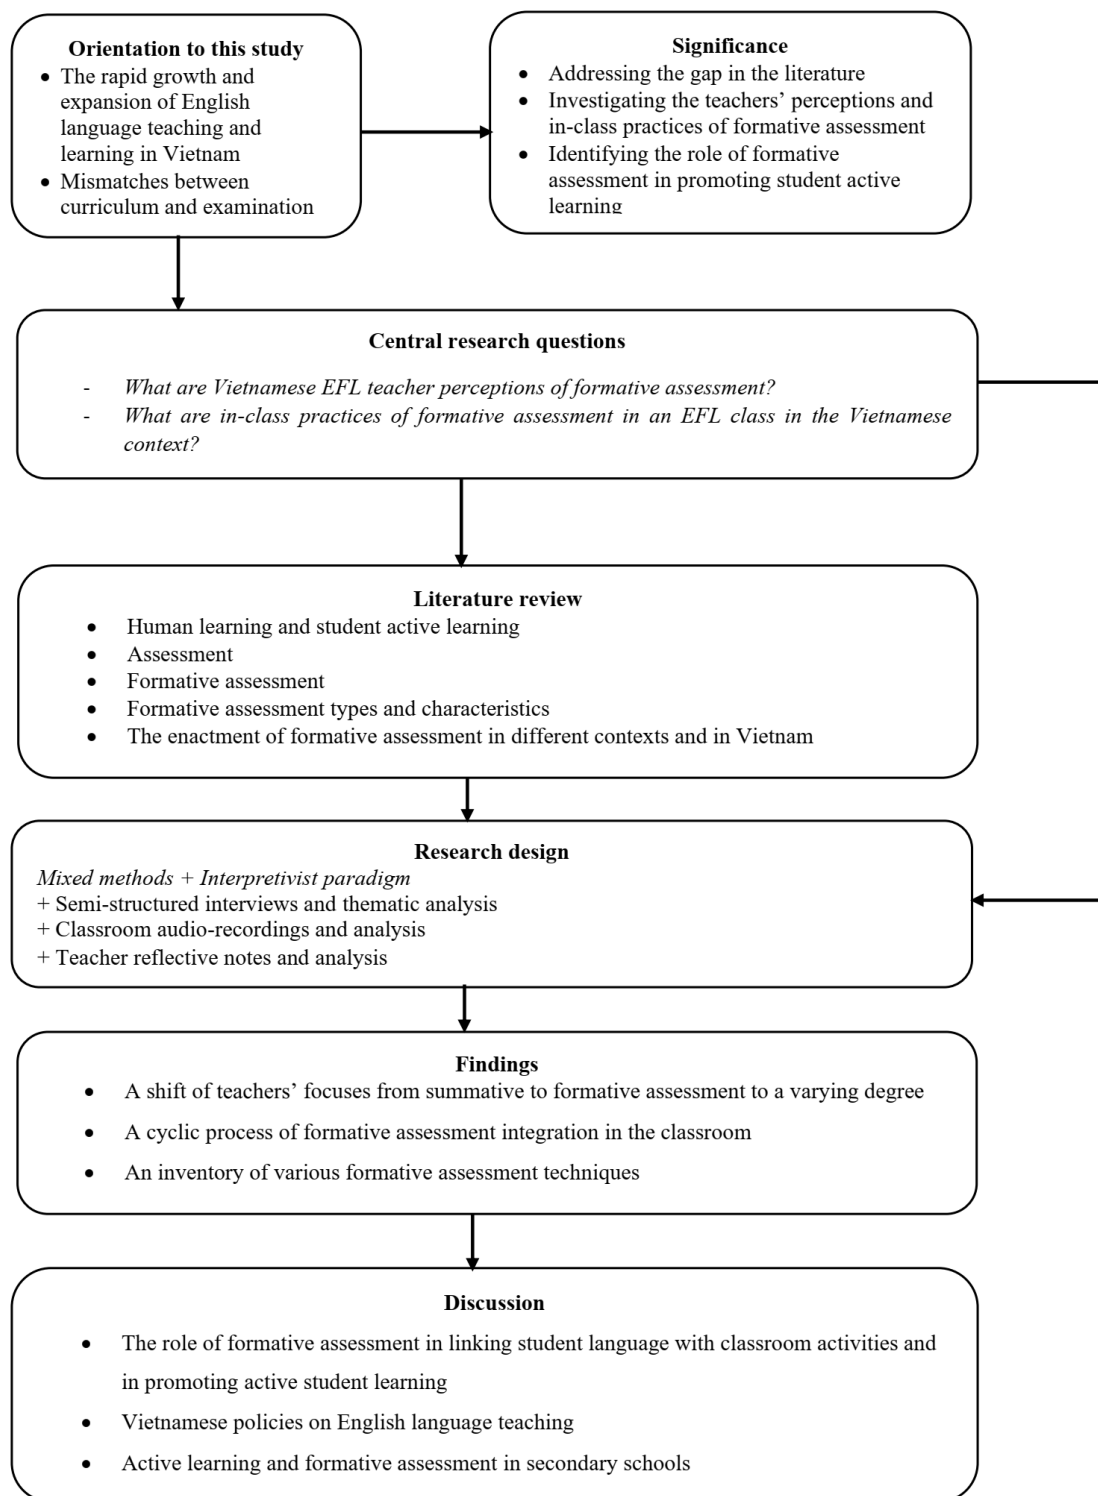 Orientation to this study
• The rapid growth and
expansion of English
language teaching and
learning in Vietnam
• Mismatches between
curriculum and examination
Significance
• Addressing the gap in the literature
• Investigating the teachers’ perceptions and
in-class practices of formative assessment
• Identifying the role of formative
assessment in promoting student active
learning
Central research questions
- What are Vietnamese EFL teacher perceptions of formative assessment?
- What are in-class practices of formative assessment in an EFL class in the Vietnamese
context?
Literature review
• Human learning and student active learning
• Assessment
• Formative assessment
• Formative assessment types and characteristics
• The enactment of formative assessment in different contexts and in Vietnam
Research design
Mixed methods + Interpretivist paradigm
+ Semi-structured interviews and thematic analysis
+ Classroom audio-recordings and analysis
+ Teacher reflective notes and analysis
Findings
• A shift of teachers’ focuses from summative to formative assessment to a varying degree
• A cyclic process of formative assessment integration in the classroom
• An inventory of various formative assessment techniques
Discussion
• The role of formative assessment in linking student language with classroom activities and
in promoting active student learning
• Vietnamese policies on English language teaching
• Active learning and formative assessment in secondary schools